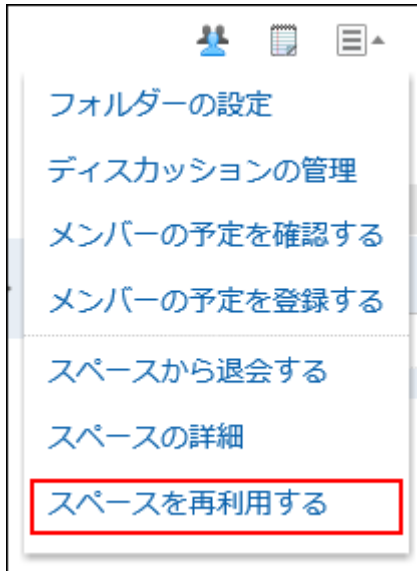 フォルダーの設定
ディスカッションの管理
メンバーの予定を確認する
メンバーの予定を登録する
スペースから退会する
スペースの詳細
スペースを再利用する